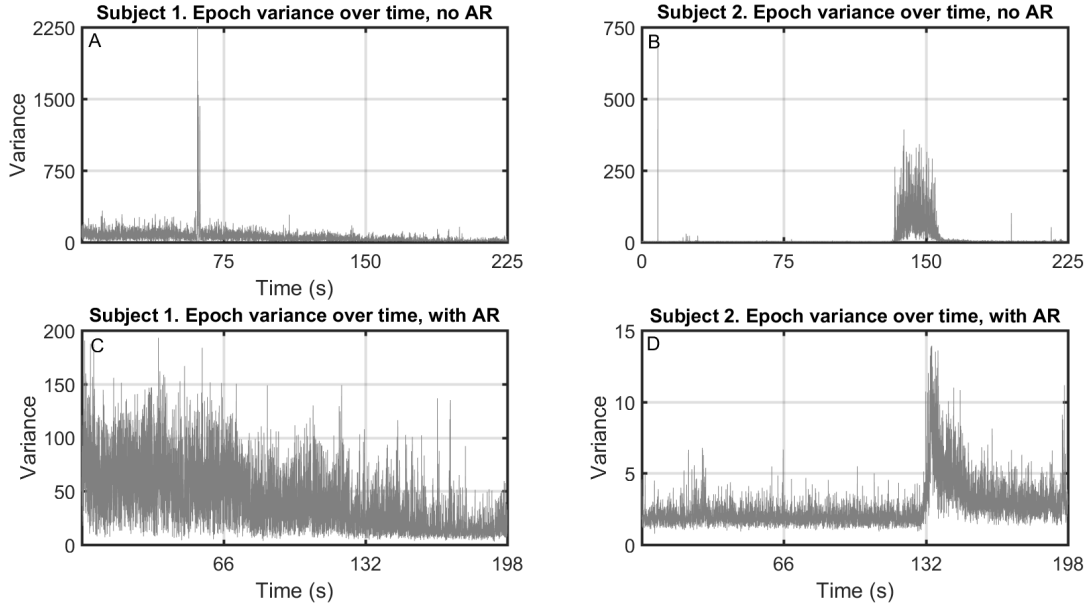 Subject 1. Epoch variance over time, no AR
A
2250
1500
750
0
Variance
75
150
225
Time (s)
Subject 2. Epoch variance over time, no AR
B
750
500
250
0
0
75
150
225
Subject 1. Epoch variance over time, with AR
C
200
150
100
50
0
Variance
66
132
198
Time (s)
Subject 2. Epoch variance over time, with AR
D
15
10
5
0
Variance
66
132
198
Time (s)